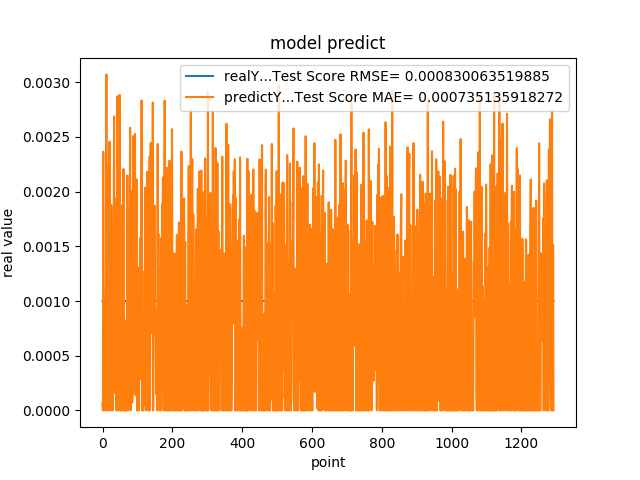 model predict
realY...Test Score RMSE= 0.000830063519885
predictY...Test Score MAE= 0.000735135918272
0.0030
0.0025
0.0020
0.0015
0.0010
0.0005
0.0000
real value
0 200 400 600 800 1000 1200
point